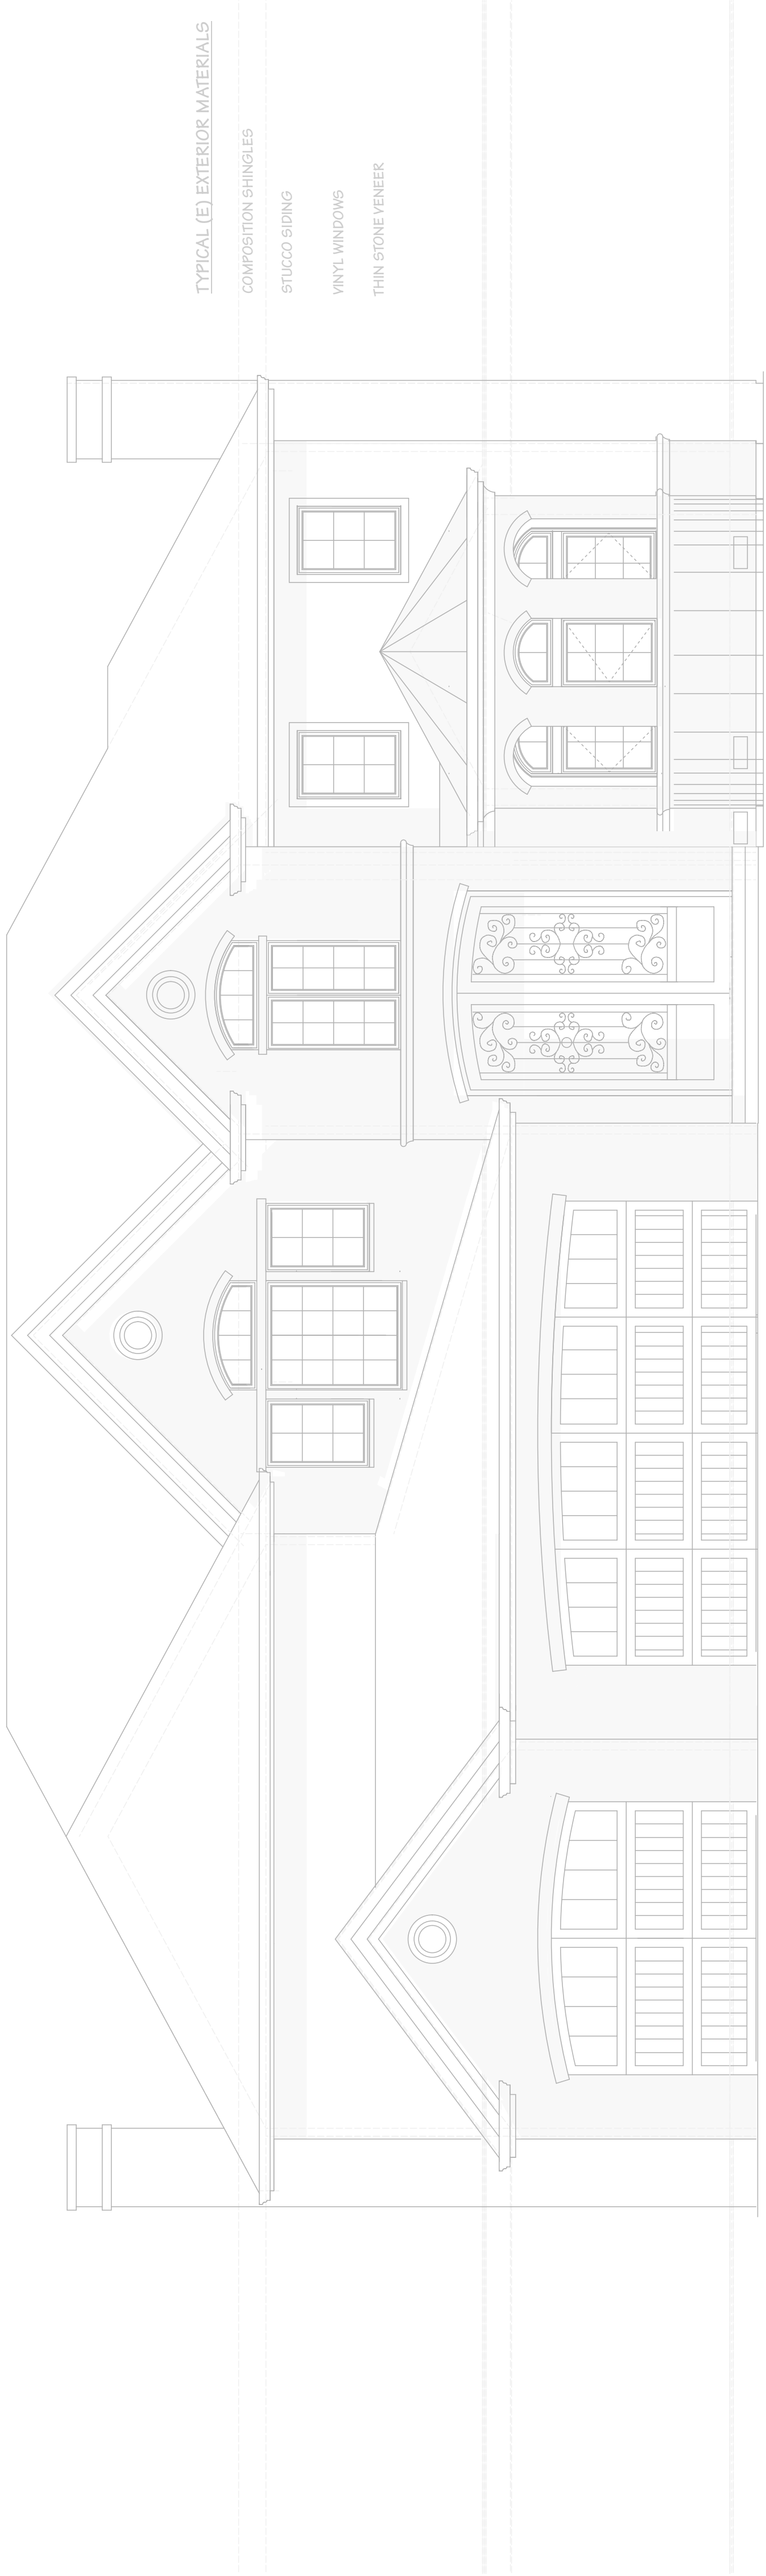 TYPICAL (E) EXTERIOR MATERIALS
COMPOSITION SHINGLES
STUCCO SIDING
VINYL WINDOWS
THIN STONE VENEER